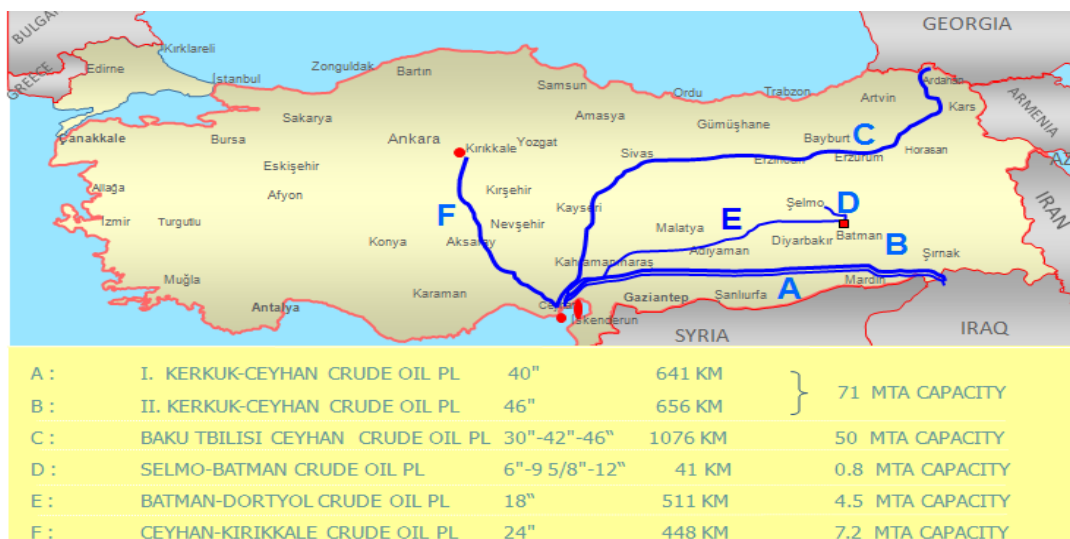 BULGAR
GEORGIA
Kırklareli
Edirne
İstanbul
Zonguldak
Bartın
Samsun
Ordu
Trabzon
Artvin
Ardahan
Kars
GREECE
ARMENIA
Sakarya
Amasya
Gümüşhane
Bayburt
C
Çanakkale
Bursa
Ankara
Kırıkkale
Yozgat
Sivas
Erzincan
Erzurum
Horasan
AZ
Eskişehir
Aliağa
Afyon
Kırşehir
Kayseri
Şelmo
D
IRAN
İzmir
Turgutlu
F
Nevşehir
Malatya
E
Batman
Konya
Aksaray
Diyarbakır
B
Adıyaman
Şırnak
Kahramanmaraş
Muğla
Karaman
Mardin
Antalya
Ceyhan
Gaziantep
Sanlıurfa
A
İskenderun
SYRIA
IRAQ
A : I. KERKUK-CEYHAN CRUDE OIL PL 40" 641 KM
71 MTA CAPACITY
B : II. KERKUK-CEYHAN CRUDE OIL PL 46" 656 KM
C : BAKU TBILISI CEYHAN CRUDE OIL PL 30"-42"-46" 1076 KM 50 MTA CAPACITY
D : SELMO-BATMAN CRUDE OIL PL 6"-9 5/8"-12" 41 KM 0.8 MTA CAPACITY
E : BATMAN-DORTYOL CRUDE OIL PL 18" 511 KM 4.5 MTA CAPACITY
F : CEYHAN-KIRIKKALE CRUDE OIL PL 24" 448 KM 7.2 MTA CAPACITY